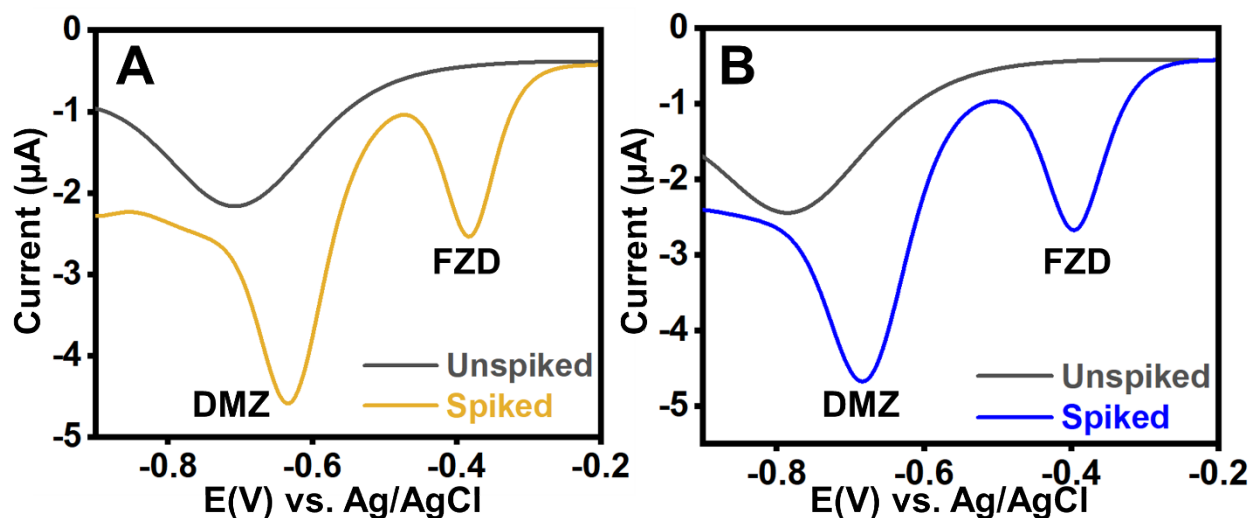 A
0
-1
-2
-3
-4
-5
Current (µA)
FZD
DMZ
Unspiked
Spiked
-0.8
-0.6
-0.4
-0.2
E(V) vs. Ag/AgCl
B
0
-1
-2
-3
-4
-5
Current (µA)
FZD
DMZ
Unspiked
Spiked
-0.8
-0.6
-0.4
-0.2
E(V) vs. Ag/AgCl